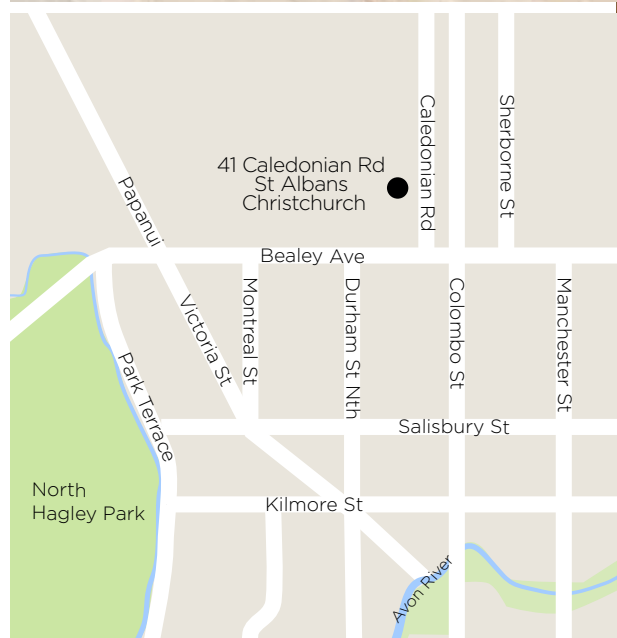 Caledonian Rd
Sherborne St
41 Caledonian Rd
St Albans
Christchurch
Papanui
Bealey Ave
Victoria St
Montreal St
Durham St Nth
Colombo St
Manchester St
Park Terrace
Salisbury St
North
Hagley Park
Kilmore St
Avon River